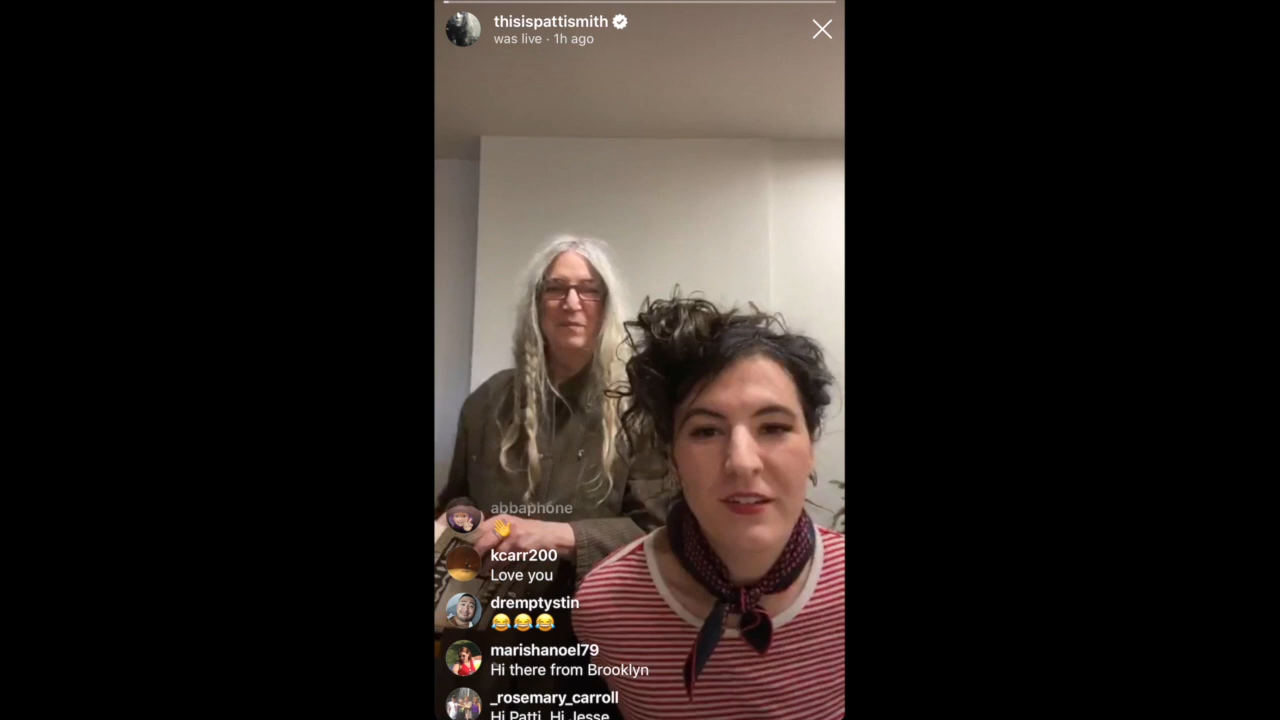 thisispattismith
was live · 1h ago
abbaphone
👋
kcarr200
Love you
dremptystin
😂😂😂
marishanoel79
Hi there from Brooklyn
_rosemary_carroll
Hi Patti, Hi Jesse